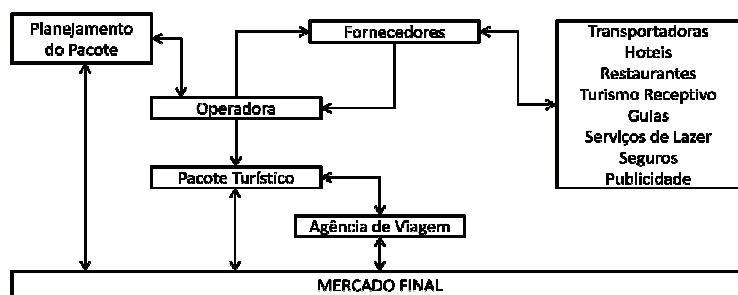 Planejamento
do Pacote
Fornecedores
Transportadoras
Hoteis
Restaurantes
Turismo Receptivo
Guias
Serviços de Lazer
Seguros
Publicidade
Operadora
Pacote Turístico
Agência de Viagem
MERCADO FINAL